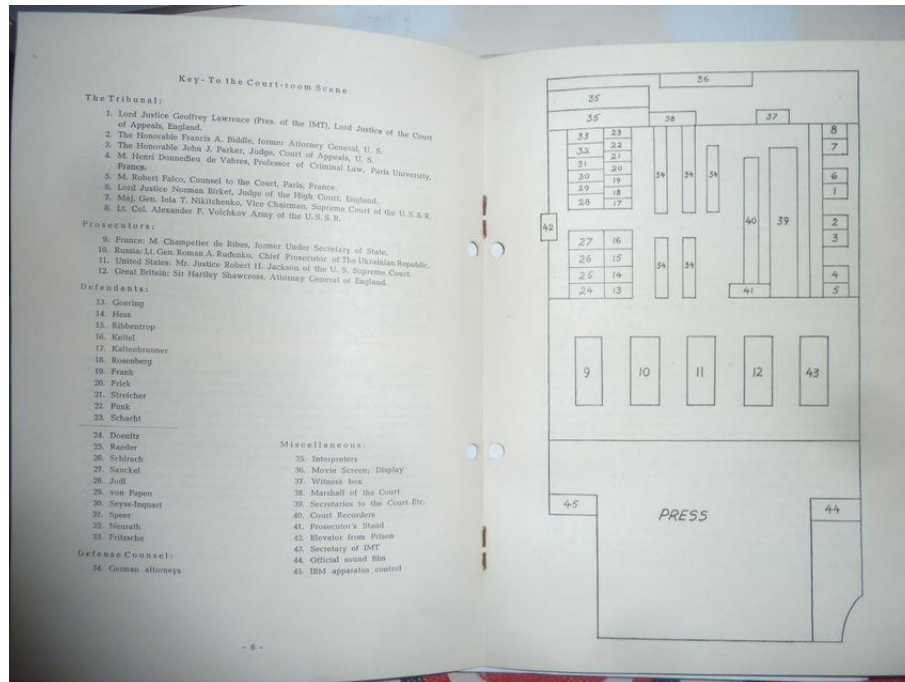 Key-To the Court-room Scene
The Tribunal:
1. Lord Justice Geoffrey Lawrence (Pres. of the IMT), Lord Justice of the Court
of Appeals, England.
2. The Honorable Francis A. Biddle, former Attorney General, U. S.
3. The Honorable John J. Parker, Judge, Court of Appeals, U. S.
4. M. Henri Donnedieu de Vabres, Professor of Criminal Law, Paris University,
France.
5. M. Robert Falco, Counsel to the Court, Paris, France.
6. Lord Justice Norman Birket, Judge of the High Court, England.
7. Maj. Gen. Iola T. Nikitchenko, Vice Chairman, Supreme Court of the U. S. S. R.
8. Lt. Col. Alexander F. Volchkov Army of the U. S. S. R.
Prosecutors:
9. France: M. Champetier de Ribes, former Under Secretary of State.
10. Russia: Lt. Gen. Roman A. Rudenko, Chief Prosecutor of The Ukrainian Republic.
11. United States: Mr. Justice Robert H. Jackson of the U. S. Supreme Court.
12. Great Britain: Sir Hartley Shawcross, Attorney General of England.
Defendants:
13. Goering
14. Hess
15. Ribbentrop
16. Keitel
17. Kaltenbrunner
18. Rosenberg
19. Frank
20. Frick
21. Streicher
22. Funk
23. Schacht
24. Doenitz
25. Raeder
26. Schirach
27. Sauckel
28. Jodl
29. von Papen
30. Seyss-Inquart
31. Speer
32. Neurath
33. Fritzsche
Defense Counsel:
34. German attorneys
Miscellaneous:
35. Interpreters
36. Movie Screen, Display
37. Witness box
38. Marshall of the Court
39. Secretaries to the Court. Etc.
40. Court Recorders
41. Prosecutor's Stand
42. Elevator from Prison
43. Secretary of IMT
44. Official sound film
45. IBM apparatus control
- 6 -
36
35
35
38
37
33 23
32 22
31 21
30 20
29 19
28 18
17
34 34 34
8
7
6
1
40
39
42
2
3
27 16
26 15
25 14
24 13
34 34
41
4
5
9 10 11 12 43
45
PRESS
44